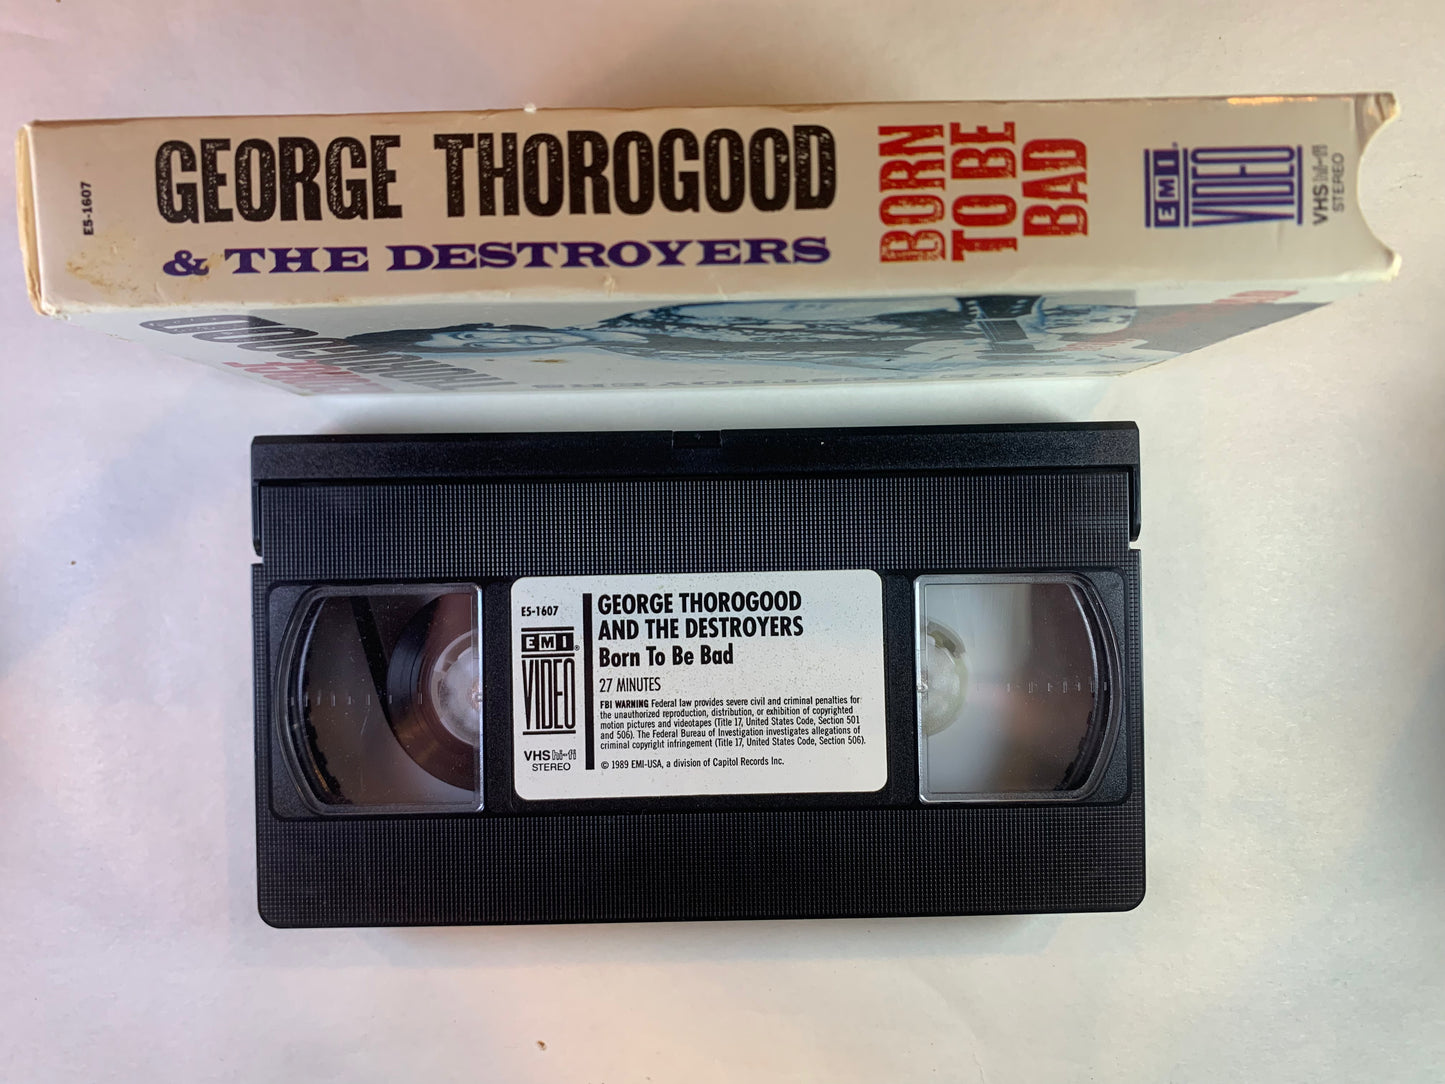 E5-1607
GEORGE THOROGOOD
& THE DESTROYERS
BORN
TO BE
BAD
EMI®
VIDEO
VHS hi-fi
STEREO
E5-1607
EMI®
VIDEO
VHS hi-fi
STEREO
GEORGE THOROGOOD
AND THE DESTROYERS
Born To Be Bad
27 MINUTES
FBI WARNING Federal law provides severe civil and criminal penalties for
the unauthorized reproduction, distribution, or exhibition of copyrighted
motion pictures and videotapes (Title 17, United States Code, Section 501
and 506). The Federal Bureau of Investigation investigates allegations of
criminal copyright infringement (Title 17, United States Code, Section 506).
© 1989 EMI-USA, a division of Capitol Records Inc.